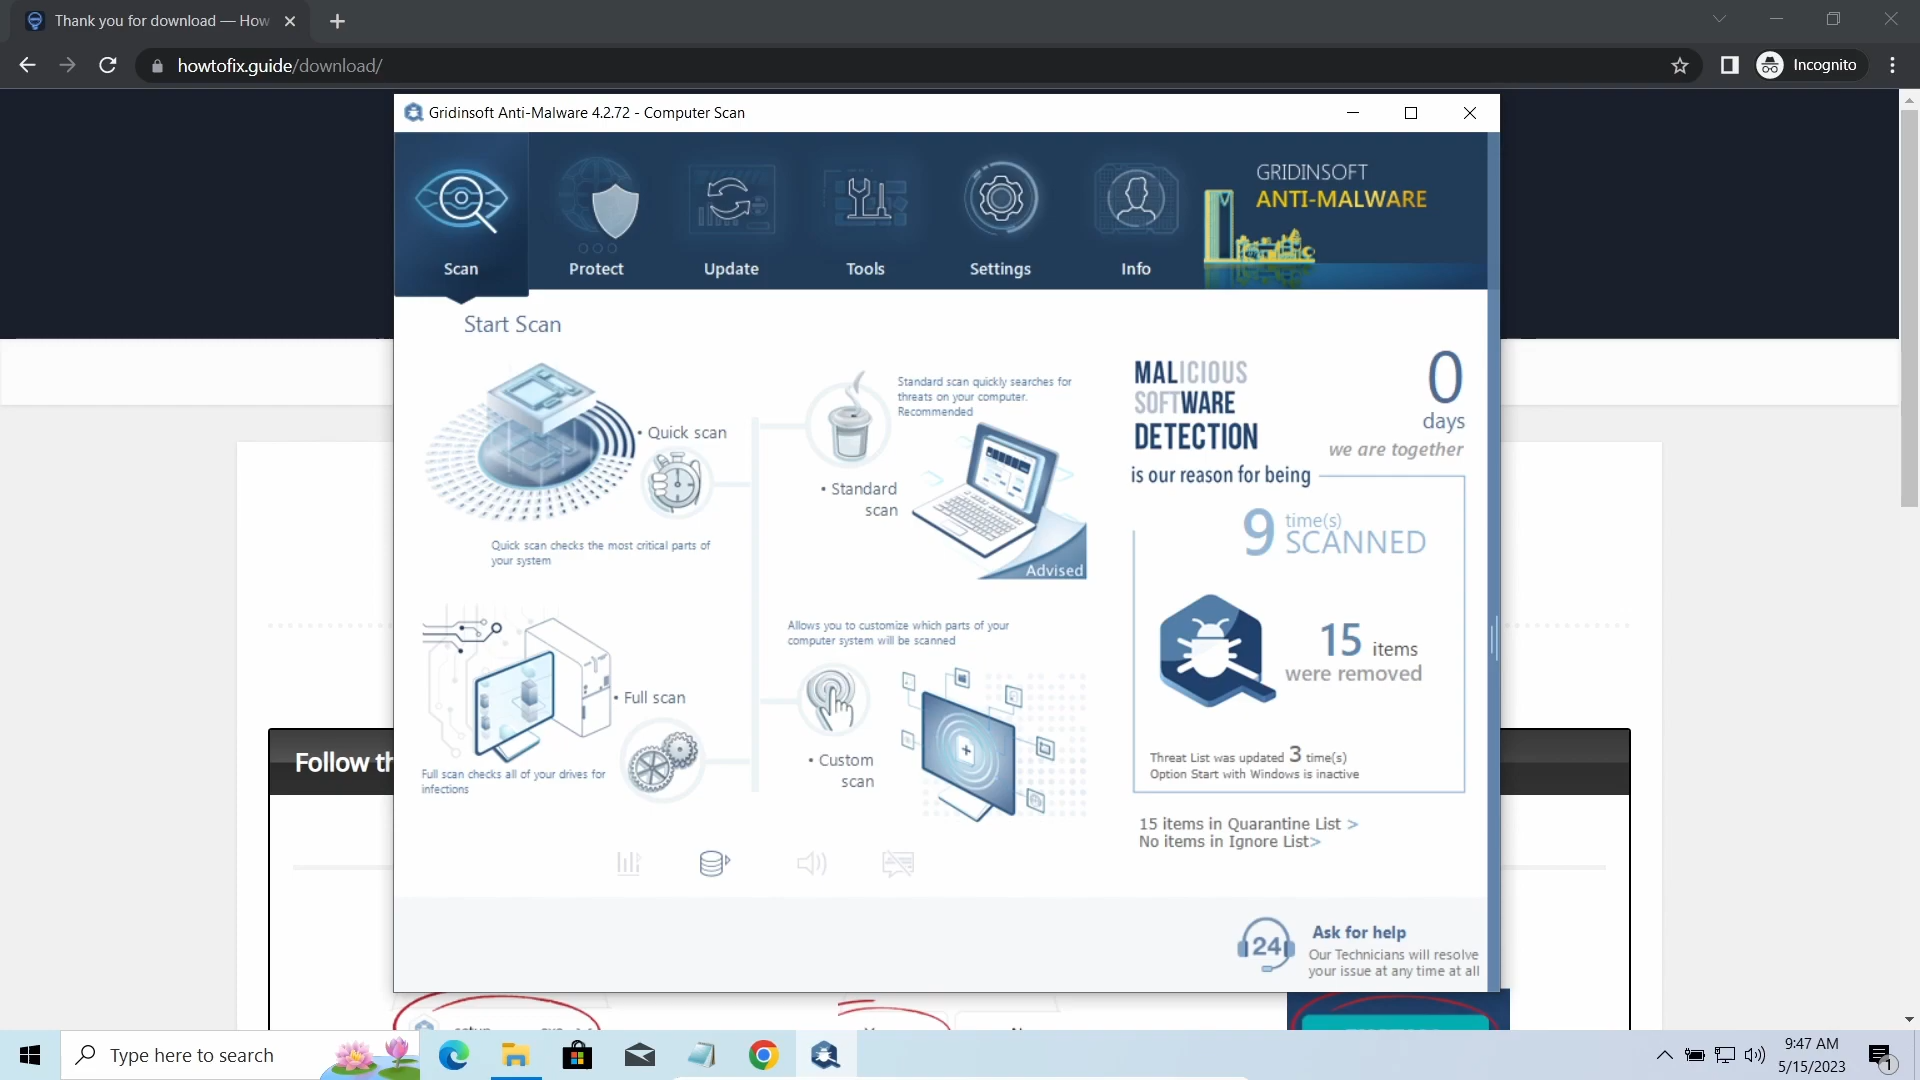 Thank you for download — How
howtofix.guide/download/
Incognito
Gridinsoft Anti-Malware 4.2.72 - Computer Scan
Scan
Protect
Update
Tools
Settings
Info
GRIDINSOFT
ANTI-MALWARE
Start Scan
• Quick scan
Quick scan checks the most critical parts of
your system
Standard scan quickly searches for
threats on your computer.
Recommended
• Standard
scan
Advised
• Full scan
Full scan checks all of your drives for
infections
Allows you to customize which parts of your
computer system will be scanned
• Custom
scan
MALICIOUS
SOFTWARE
DETECTION
is our reason for being
0
days
we are together
9 time(s)
SCANNED
15 items
were removed
Threat List was updated 3 time(s)
Option Start with Windows is inactive
15 items in Quarantine List >
No items in Ignore List>
24
Ask for help
Our Technicians will resolve
your issue at any time at all
Follow th
Type here to search
9:47 AM
5/15/2023
1